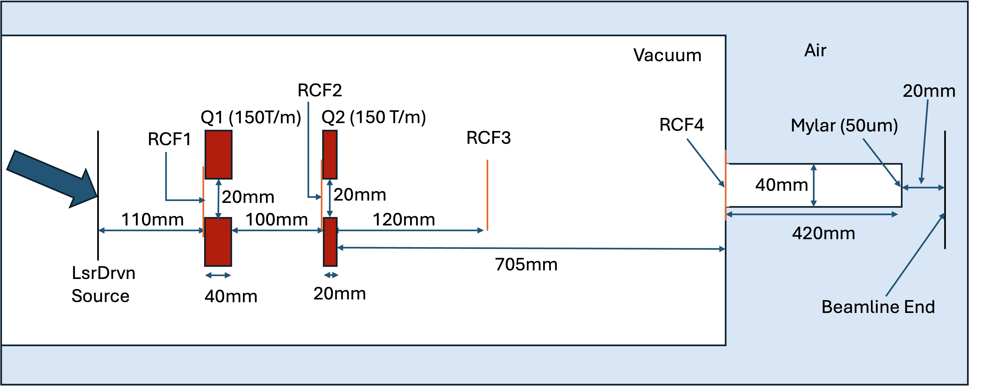 Vacuum
Air
RCF2
20mm
Q1 (150T/m)
Q2 (150 T/m)
RCF1
RCF3
RCF4
Mylar (50um)
20mm
20mm
40mm
110mm
100mm
120mm
420mm
705mm
LsrDrvn
Source
40mm
20mm
Beamline End